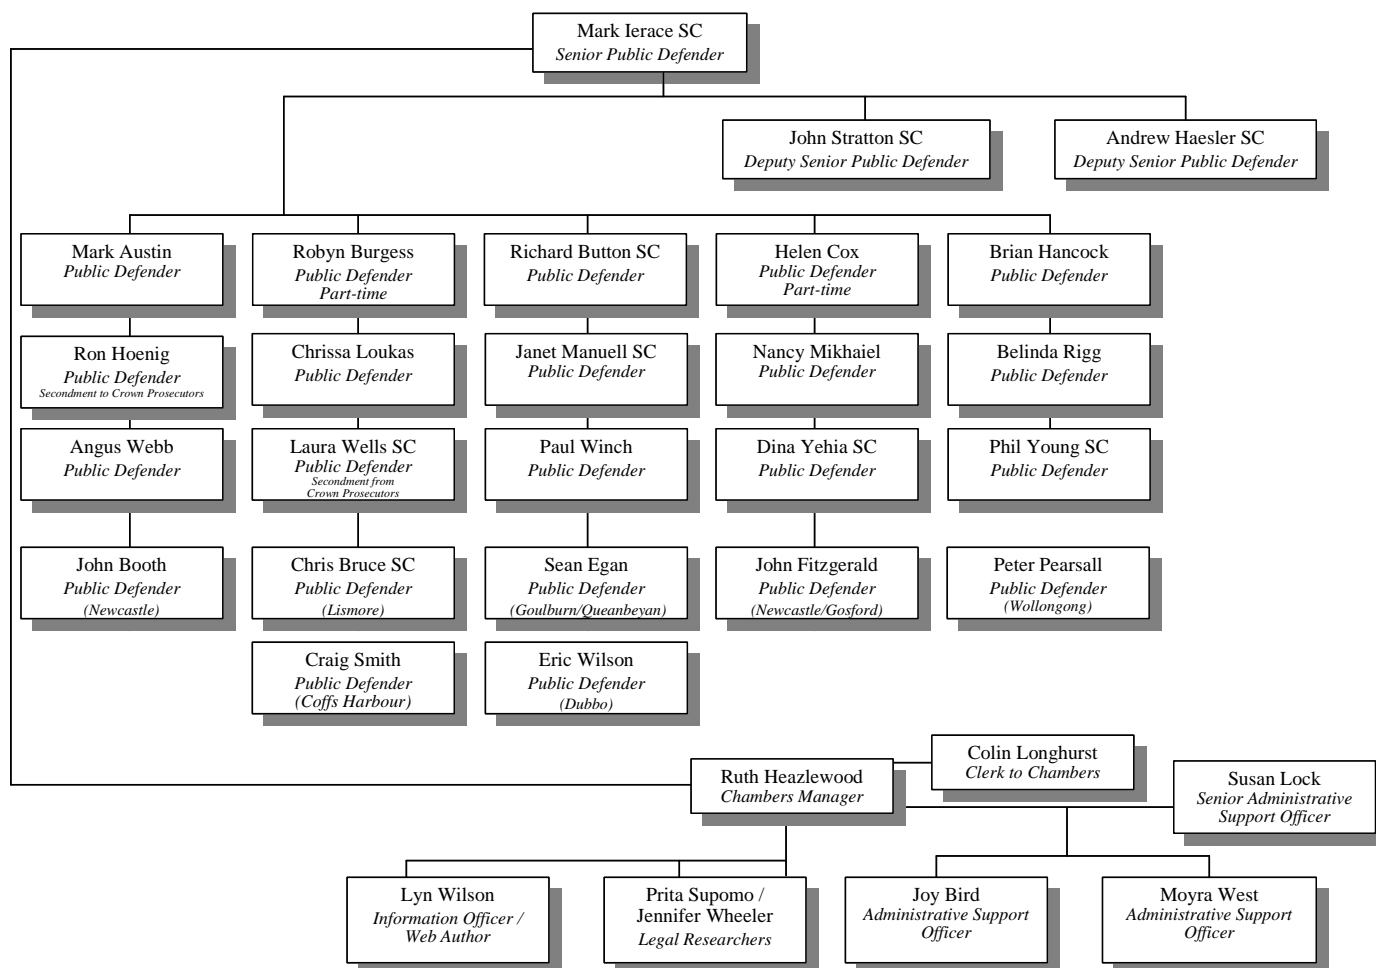 Mark Ierace SC
Senior Public Defender
John Stratton SC
Deputy Senior Public Defender
Andrew Haesler SC
Deputy Senior Public Defender
Mark Austin
Public Defender
Robyn Burgess
Public Defender
Part-time
Richard Button SC
Public Defender
Helen Cox
Public Defender
Part-time
Brian Hancock
Public Defender
Ron Hoenig
Public Defender
Secondment to Crown Prosecutors
Chrissa Loukas
Public Defender
Janet Manuell SC
Public Defender
Nancy Mikhaiel
Public Defender
Belinda Rigg
Public Defender
Angus Webb
Public Defender
Laura Wells SC
Public Defender
Secondment from
Crown Prosecutors
Paul Winch
Public Defender
Dina Yehia SC
Public Defender
Phil Young SC
Public Defender
John Booth
Public Defender
(Newcastle)
Chris Bruce SC
Public Defender
(Lismore)
Sean Egan
Public Defender
(Goulburn/Queanbeyan)
John Fitzgerald
Public Defender
(Newcastle/Gosford)
Peter Pearsall
Public Defender
(Wollongong)
Craig Smith
Public Defender
(Coffs Harbour)
Eric Wilson
Public Defender
(Dubbo)
Colin Longhurst
Clerk to Chambers
Ruth Heazlewood
Chambers Manager
Susan Lock
Senior Administrative
Support Officer
Lyn Wilson
Information Officer /
Web Author
Prita Supomo /
Jennifer Wheeler
Legal Researchers
Joy Bird
Administrative Support
Officer
Moyra West
Administrative Support
Officer